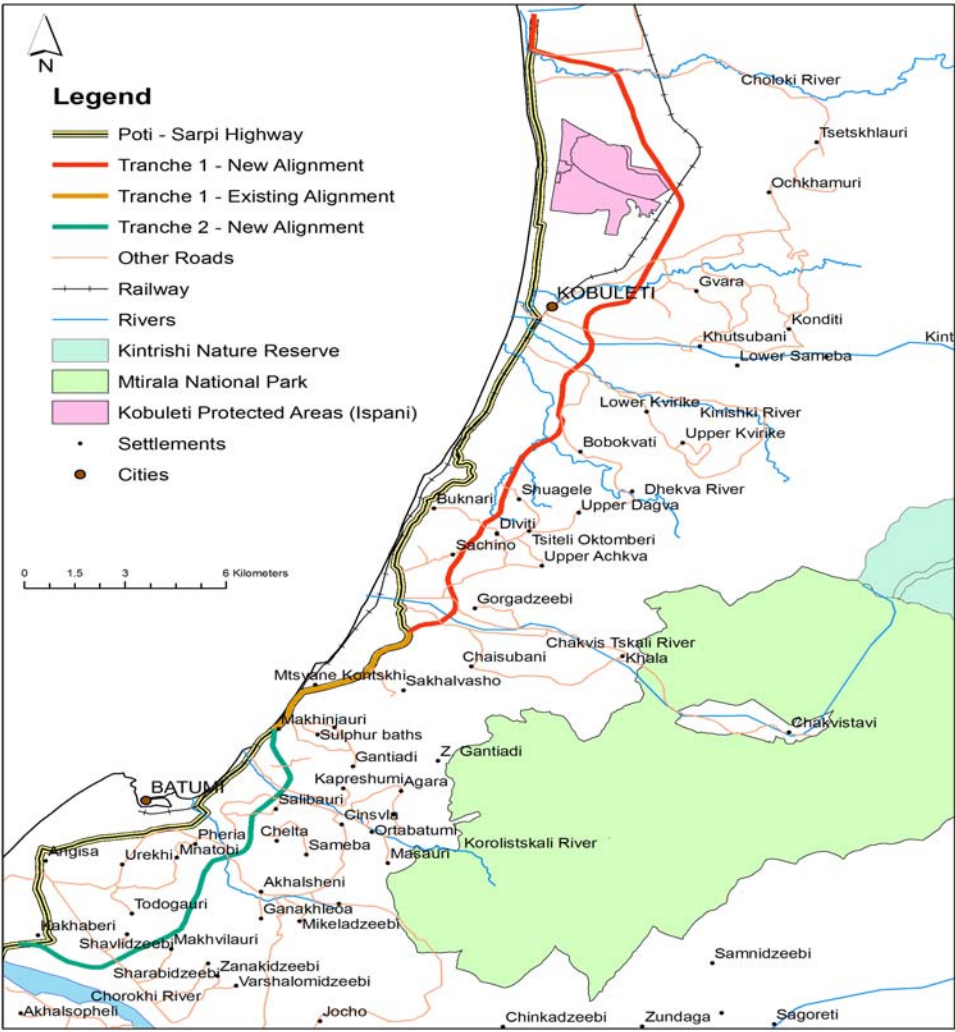 N
Legend
Poti - Sarpi Highway
Tranche 1 - New Alignment
Tranche 1 - Existing Alignment
Tranche 2 - New Alignment
Other Roads
Railway
Rivers
Kintrishi Nature Reserve
Mtirala National Park
Kobuleti Protected Areas (Ispani)
Settlements
Cities
0 1.5 3 6 Kilometers
Choloki River
Tsetskhlauri
Ochkhamuri
Gvara
KOBULETI
Konditi
Khutsubani
Kint
Lower Sameba
Lower Kvirike
Kinishki River
Upper Kvirike
Bobokvati
Dhekva River
Shuagele
Buknari
Upper Dagva
Diviti
Tsiteli Oktomberi
Sachino
Upper Achkva
Gorgadzeebi
Chakvis Tskali River
Khala
Chaisubani
Mtsvane Kontskhi
Sakhalvasho
Makhinjauri
Sulphur baths
Chakvistavi
Z Gantiadi
Gantiadi
Kapreshumi
Agara
BATUMI
Salibauri
Cinsvla
Ortabatumi
Pheria
Chelta
Korolistskali River
Mnatobi
Sameba
Angisa
Urekhi
Masauri
Akhalsheni
Todogauri
Ganakhleoa
Mikeladzeebi
Kakhaberi
Shavlidzeebi
Makhvilauri
Samnidzeebi
Sharabidzeebi
Zanakidzeebi
Varshalomidzeebi
Chorokhi River
Akhalsopheli
Jocho
Chinkadzeebi
Zundaga
Sagoreti